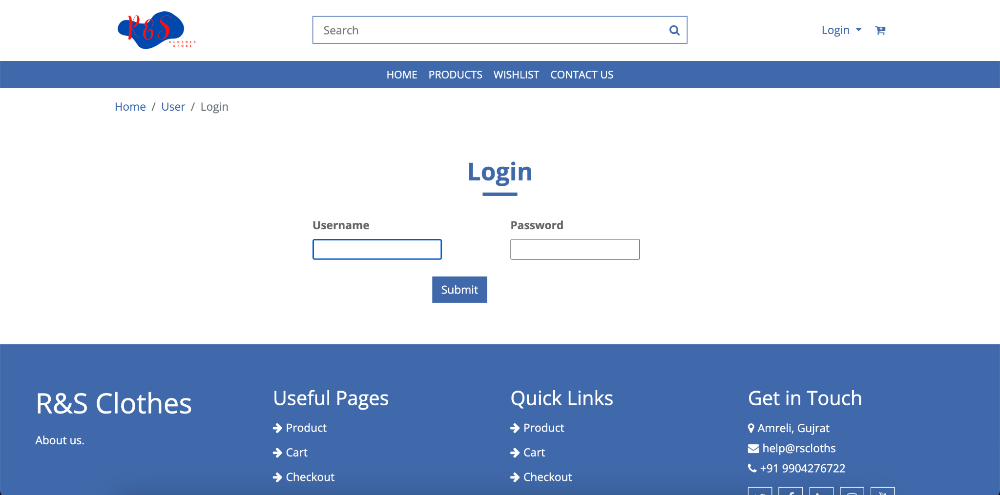 R&S
CLOTHES
STORE
Search
Login
HOME PRODUCTS WISHLIST CONTACT US
Home / User / Login
Login
Username Password
Submit
R&S Clothes
About us.
Useful Pages
Product
Cart
Checkout
Quick Links
Product
Cart
Checkout
Get in Touch
Amreli, Gujrat
help@rscloths
+91 9904276722
You